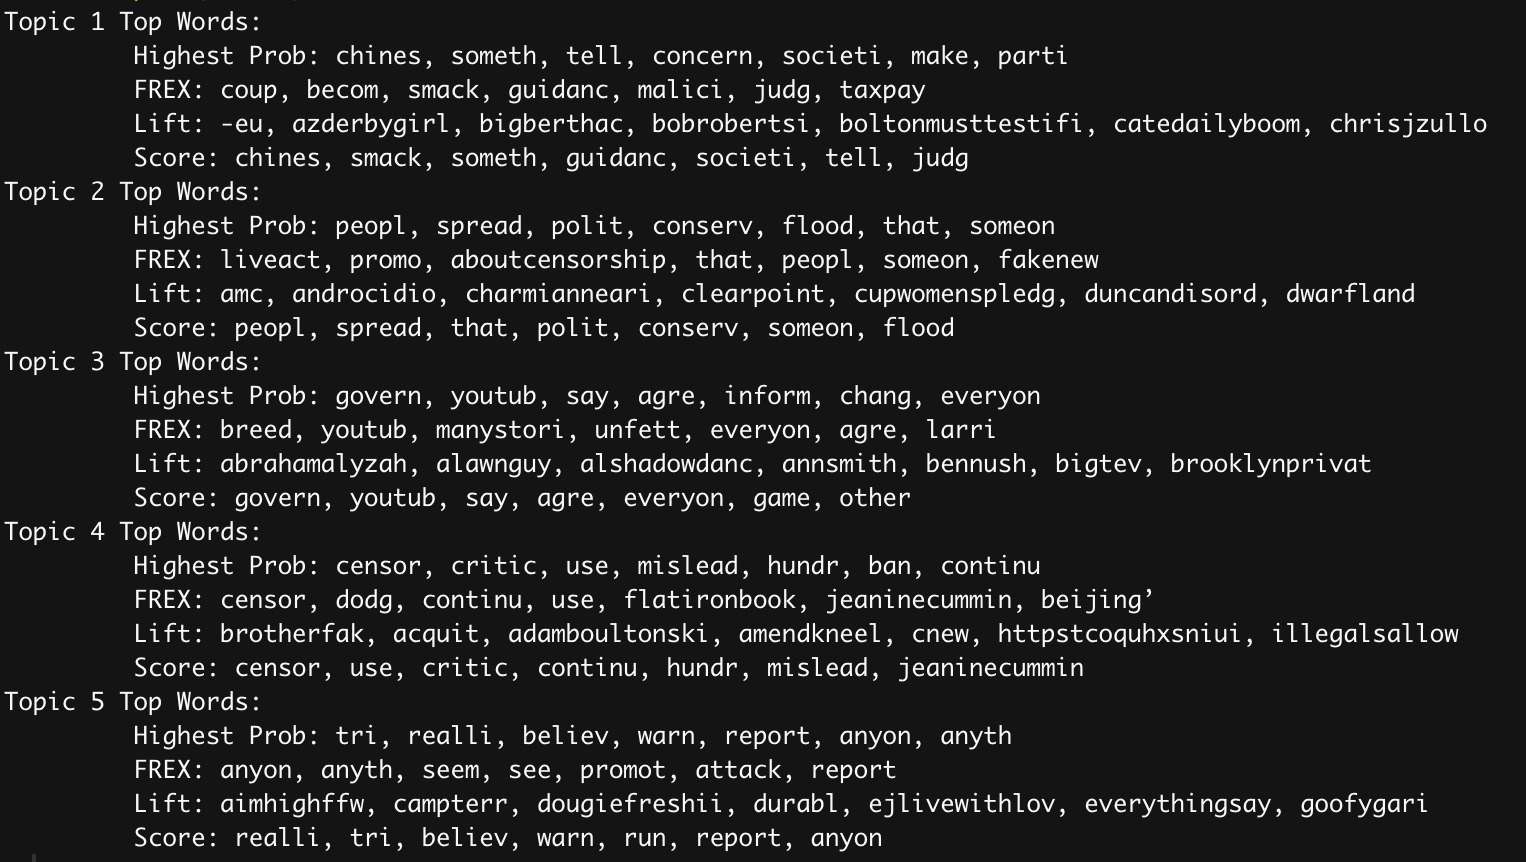 Topic 1 Top Words:
Highest Prob: chines, someth, tell, concern, societi, make, parti
FREX: coup, becom, smack, guidanc, malici, judg, taxpay
Lift: -eu, azderbygirl, bigberthac, bobrobertsi, boltonmusttestifi, catedailyboom, chrisjzullo
Score: chines, smack, someth, guidanc, societi, tell, judg
Topic 2 Top Words:
Highest Prob: peopl, spread, polit, conserv, flood, that, someon
FREX: liveact, promo, aboutcensorship, that, peopl, someon, fakenew
Lift: amc, androcidio, charmianneari, clearpoint, cupwomenspledg, duncandisord, dwarfland
Score: peopl, spread, that, polit, conserv, someon, flood
Topic 3 Top Words:
Highest Prob: govern, youtub, say, agre, inform, chang, everyon
FREX: breed, youtub, manystori, unfett, everyon, agre, larri
Lift: abrahamalyzah, alawnguy, alshadowdanc, annsmith, bennush, bigtev, brooklynprivat
Score: govern, youtub, say, agre, everyon, game, other
Topic 4 Top Words:
Highest Prob: censor, critic, use, mislead, hundr, ban, continu
FREX: censor, dodg, continu, use, flatironbook, jeaninecummin, beijing’
Lift: brotherfak, acquit, adamboultonski, amendkneel, cnew, httpstcoquhxsniui, illegalsallow
Score: censor, use, critic, continu, hundr, mislead, jeaninecummin
Topic 5 Top Words:
Highest Prob: tri, realli, believ, warn, report, anyon, anyth
FREX: anyon, anyth, seem, see, promot, attack, report
Lift: aimhighffw, campterr, dougiefreshii, durabl, ejlivewithlov, everythingsay, goofygari
Score: realli, tri, believ, warn, run, report, anyon